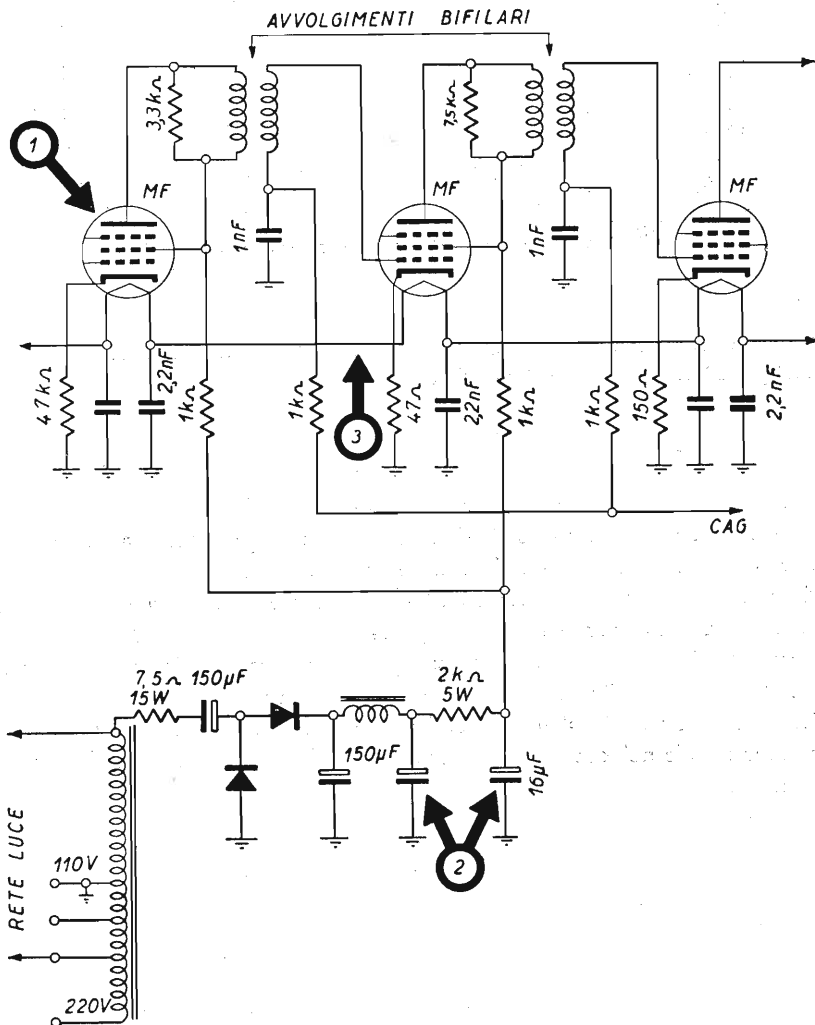 AVVOLGIMENTI BIFILARI
3,3kΩ
7,5kΩ
1
MF
MF
MF
1nF
1nF
47kΩ
2,2nF
1kΩ
1kΩ
3
47Ω
2,2nF
1kΩ
1kΩ
150Ω
2,2nF
CAG
7,5Ω
15W
150µF
2kΩ
5W
150µF
16µF
2
RETE LUCE
110V
220V